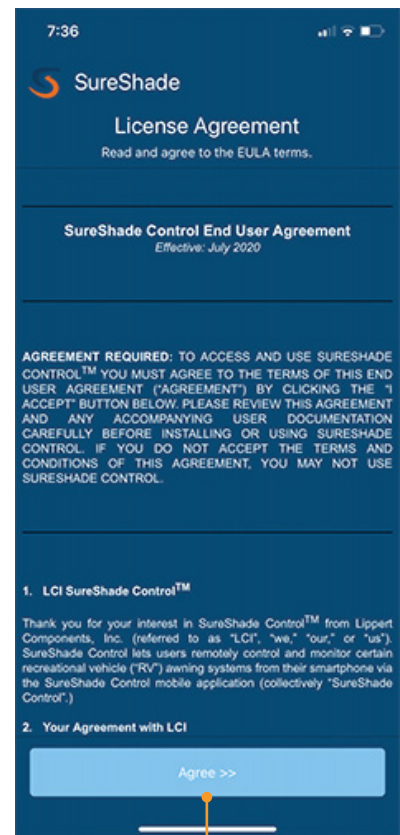 7:36
SureShade
License Agreement
Read and agree to the EULA terms.
SureShade Control End User Agreement
Effective: July 2020
AGREEMENT REQUIRED: TO ACCESS AND USE SURESHADE
CONTROL™ YOU MUST AGREE TO THE TERMS OF THIS END
USER AGREEMENT ("AGREEMENT") BY CLICKING THE "I
ACCEPT" BUTTON BELOW. PLEASE REVIEW THIS AGREEMENT
AND ANY ACCOMPANYING USER DOCUMENTATION
CAREFULLY BEFORE INSTALLING OR USING SURESHADE
CONTROL. IF YOU DO NOT ACCEPT THE TERMS AND
CONDITIONS OF THIS AGREEMENT, YOU MAY NOT USE
SURESHADE CONTROL.
1. LCI SureShade Control™
Thank you for your interest in SureShade Control™ from Lippert
Components, Inc. (referred to as "LCI", "we," "our," or "us").
SureShade Control lets users remotely control and monitor certain
recreational vehicle ("RV") awning systems from their smartphone via
the SureShade Control mobile application (collectively "SureShade
Control".)
2. Your Agreement with LCI
Agree >>